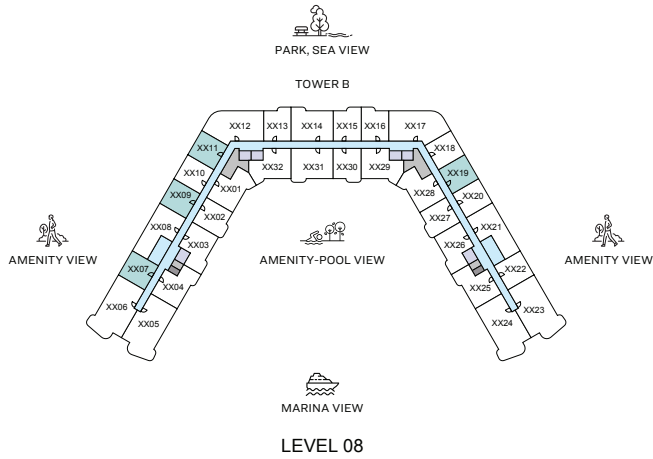 PARK, SEA VIEW
TOWER B
XX12
XX13
XX14
XX15
XX16
XX17
XX11
XX18
XX10
XX32
XX31
XX30
XX29
XX19
XX09
XX01
XX28
XX20
XX02
XX27
XX08
XX03
XX26
XX21
AMENITY VIEW
AMENITY-POOL VIEW
AMENITY VIEW
XX07
XX04
XX25
XX22
XX06
XX05
XX24
XX23
MARINA VIEW
LEVEL 08